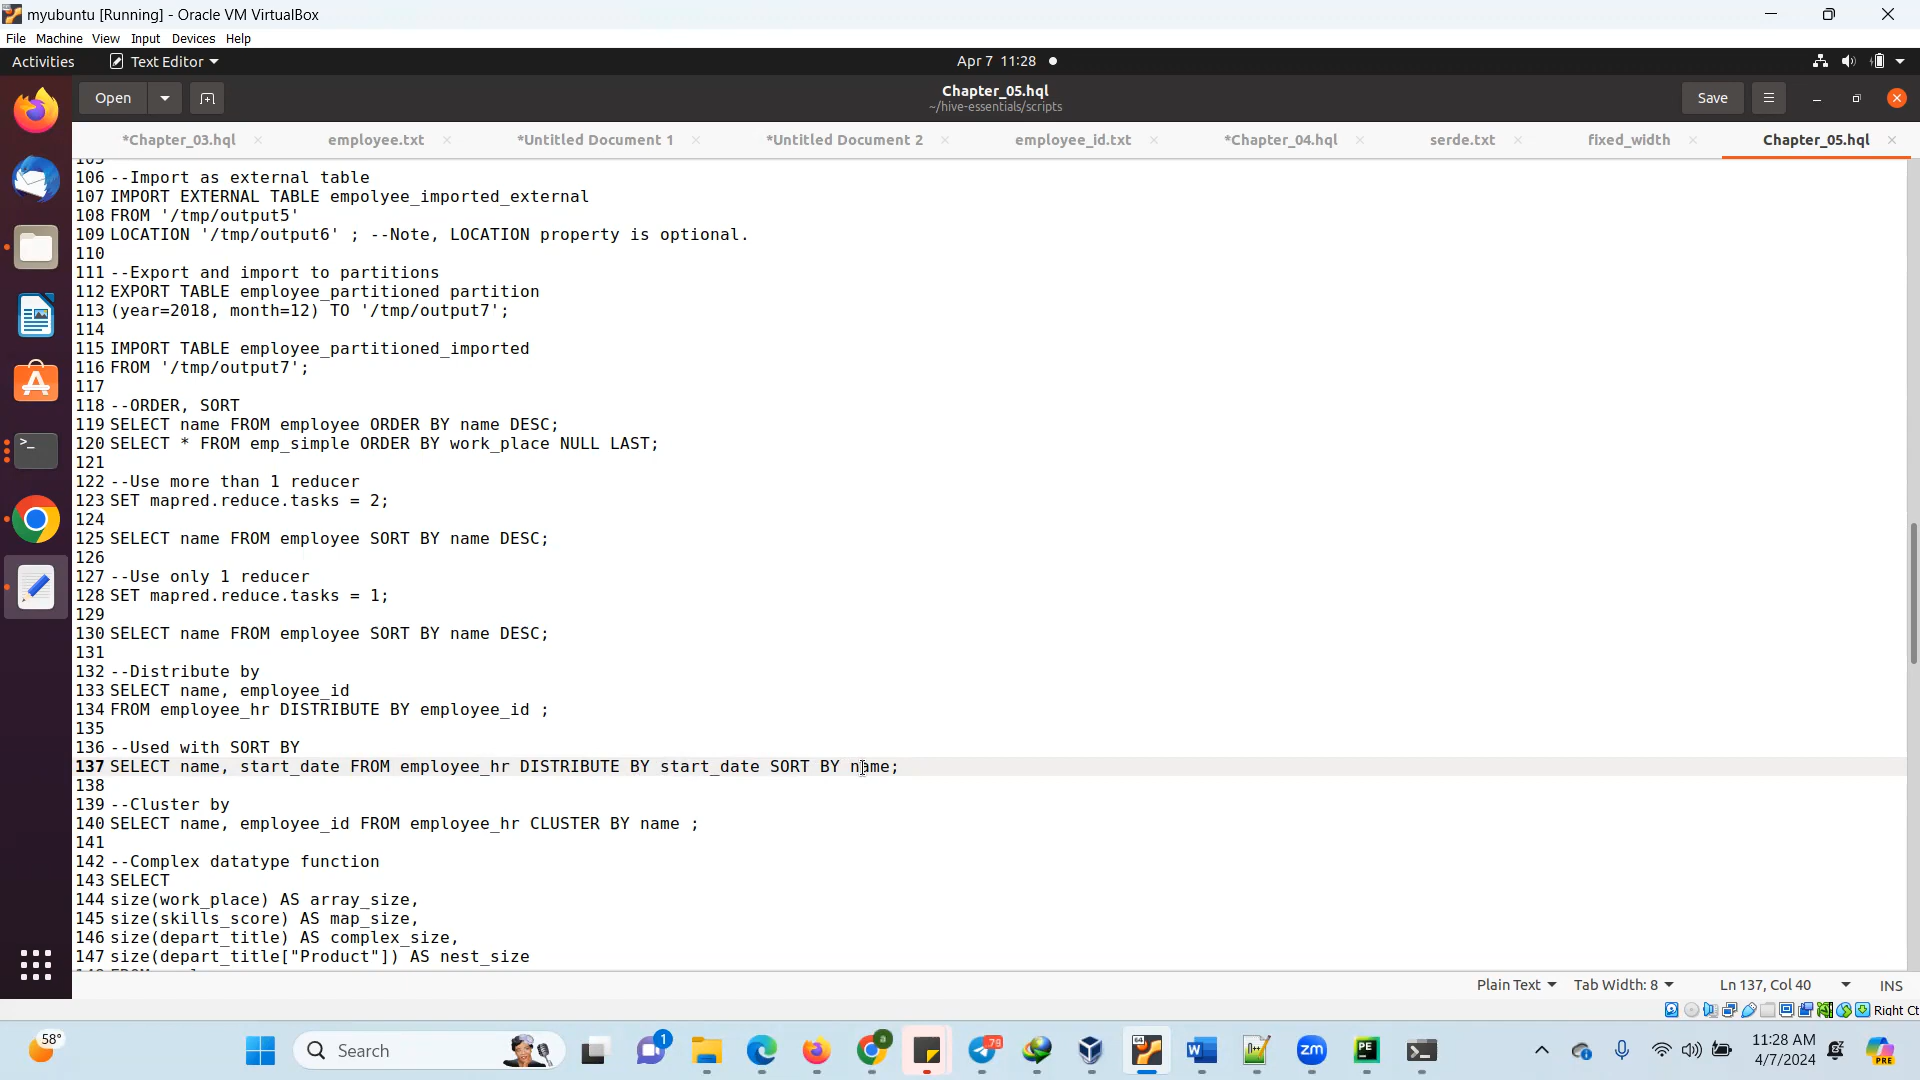 myubuntu [Running] - Oracle VM VirtualBox
File Machine View Input Devices Help
Activities Text Editor Apr 7 11:28
Open Chapter_05.hql Save
~/hive-essentials/scripts
*Chapter_03.hql employee.txt *Untitled Document 1 *Untitled Document 2 employee_id.txt *Chapter_04.hql serde.txt fixed_width Chapter_05.hql
105
106 --Import as external table
107 IMPORT EXTERNAL TABLE empolyee_imported_external
108 FROM '/tmp/output5'
109 LOCATION '/tmp/output6' ; --Note, LOCATION property is optional.
110
111 --Export and import to partitions
112 EXPORT TABLE employee_partitioned partition
113 (year=2018, month=12) TO '/tmp/output7';
114
115 IMPORT TABLE employee_partitioned_imported
116 FROM '/tmp/output7';
117
118 --ORDER, SORT
119 SELECT name FROM employee ORDER BY name DESC;
120 SELECT * FROM emp_simple ORDER BY work_place NULL LAST;
121
122 --Use more than 1 reducer
123 SET mapred.reduce.tasks = 2;
124
125 SELECT name FROM employee SORT BY name DESC;
126
127 --Use only 1 reducer
128 SET mapred.reduce.tasks = 1;
129
130 SELECT name FROM employee SORT BY name DESC;
131
132 --Distribute by
133 SELECT name, employee_id
134 FROM employee_hr DISTRIBUTE BY employee_id ;
135
136 --Used with SORT BY
137 SELECT name, start_date FROM employee_hr DISTRIBUTE BY start_date SORT BY name;
138
139 --Cluster by
140 SELECT name, employee_id FROM employee_hr CLUSTER BY name ;
141
142 --Complex datatype function
143 SELECT
144 size(work_place) AS array_size,
145 size(skills_score) AS map_size,
146 size(depart_title) AS complex_size,
147 size(depart_title["Product"]) AS nest_size
Plain Text Tab Width: 8 Ln 137, Col 40 INS
Right Ct
58° Search 1 79 64 W zm PE 11:28 AM PRE
4/7/2024